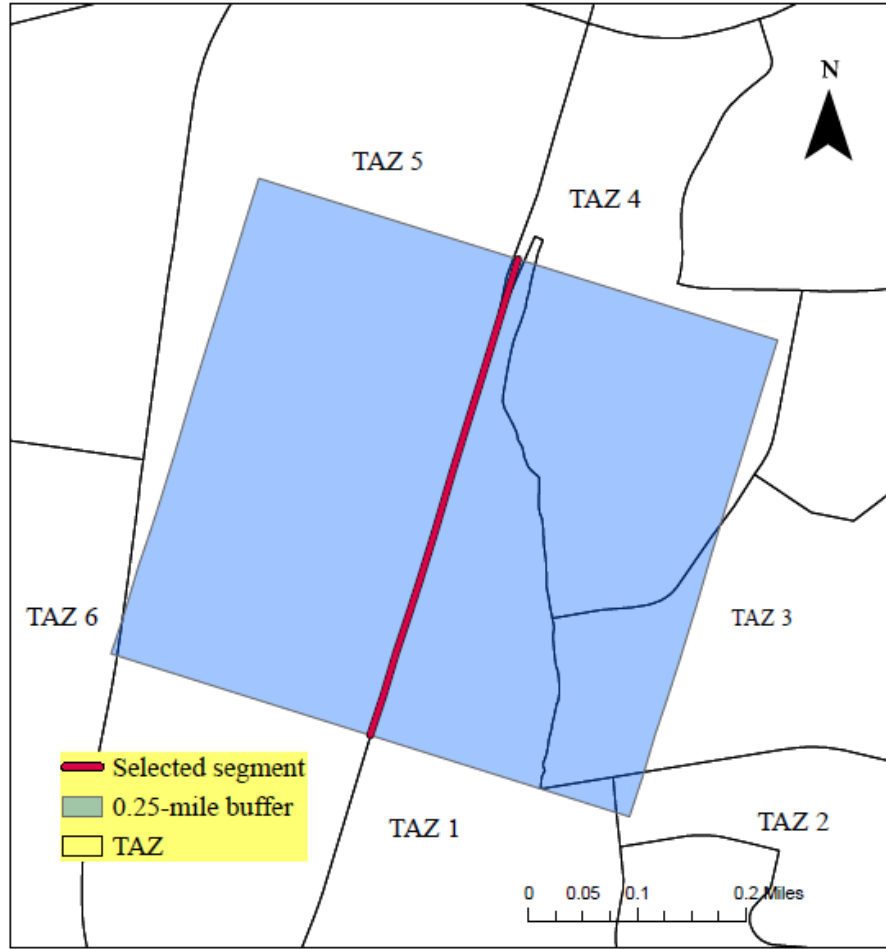 N
TAZ 5
TAZ 4
TAZ 6
TAZ 3
Selected segment
0.25-mile buffer
TAZ
TAZ 1
TAZ 2
0 0.05 0.1 0.2 Miles